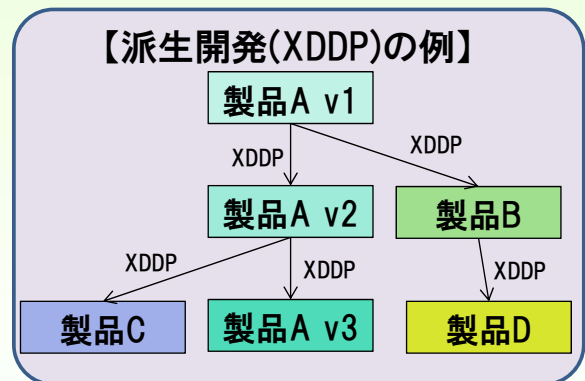 【派生開発(XDDP)の例】
製品A v1
XDDP
XDDP
製品A v2
製品B
XDDP
XDDP
XDDP
製品C
製品A v3
製品D